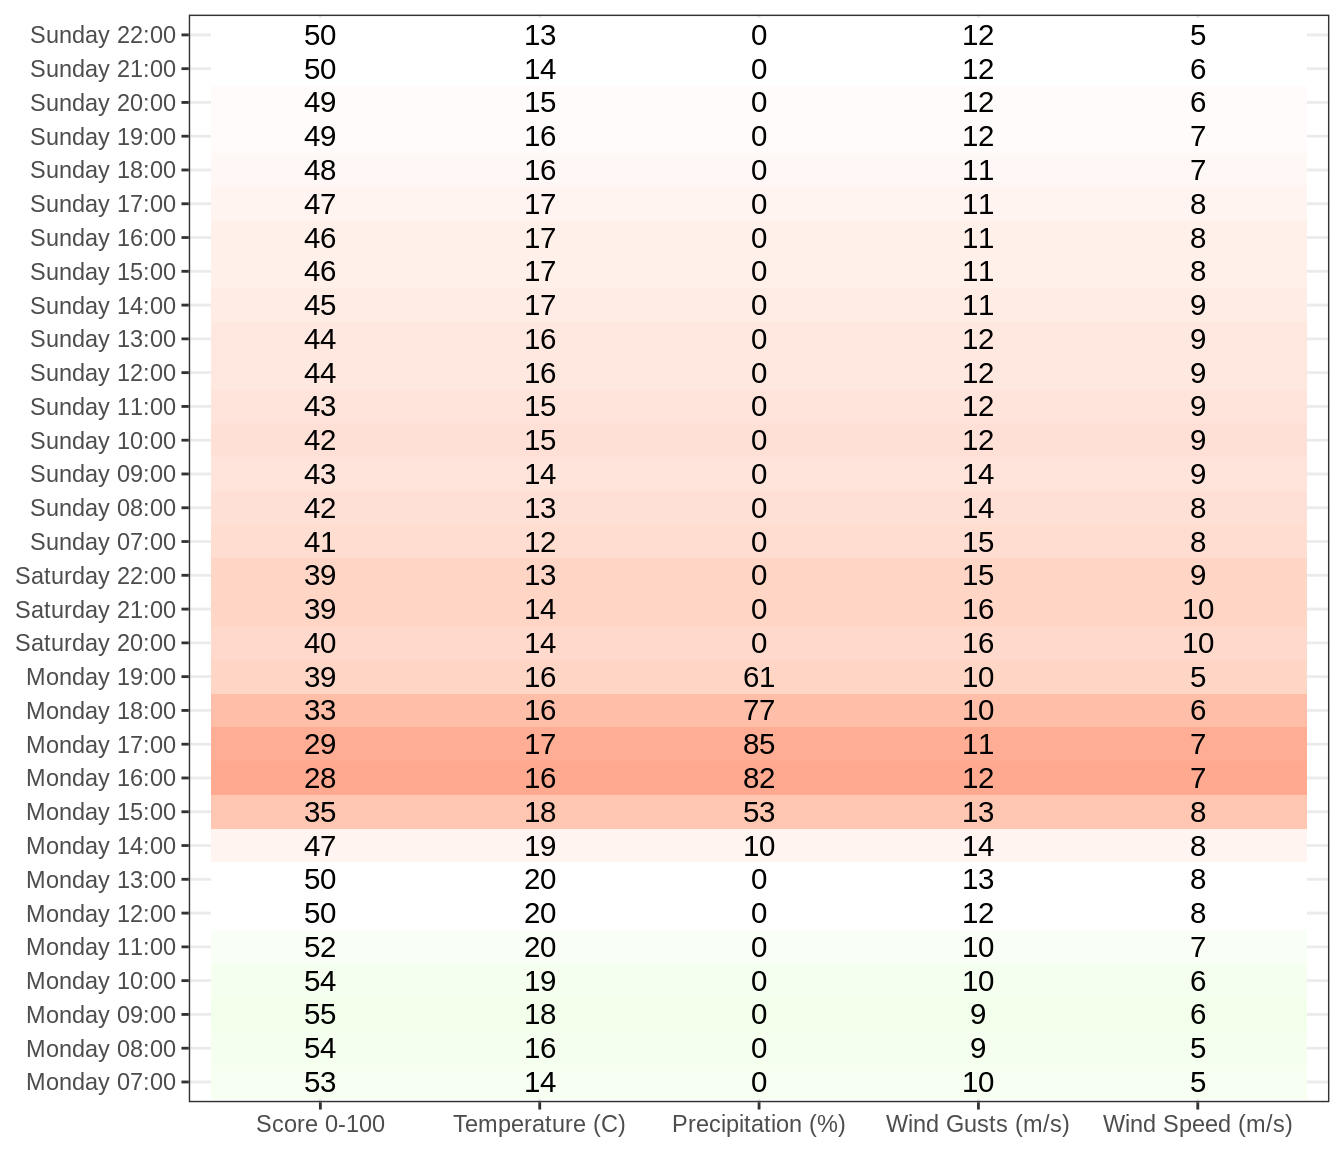 Sunday 22:00 50 13 0 12 5
Sunday 21:00 50 14 0 12 6
Sunday 20:00 49 15 0 12 6
Sunday 19:00 49 16 0 12 7
Sunday 18:00 48 16 0 11 7
Sunday 17:00 47 17 0 11 8
Sunday 16:00 46 17 0 11 8
Sunday 15:00 46 17 0 11 8
Sunday 14:00 45 17 0 11 9
Sunday 13:00 44 16 0 12 9
Sunday 12:00 44 16 0 12 9
Sunday 11:00 43 15 0 12 9
Sunday 10:00 42 15 0 12 9
Sunday 09:00 43 14 0 14 9
Sunday 08:00 42 13 0 14 8
Sunday 07:00 41 12 0 15 8
Saturday 22:00 39 13 0 15 9
Saturday 21:00 39 14 0 16 10
Saturday 20:00 40 14 0 16 10
Monday 19:00 39 16 61 10 5
Monday 18:00 33 16 77 10 6
Monday 17:00 29 17 85 11 7
Monday 16:00 28 16 82 12 7
Monday 15:00 35 18 53 13 8
Monday 14:00 47 19 10 14 8
Monday 13:00 50 20 0 13 8
Monday 12:00 50 20 0 12 8
Monday 11:00 52 20 0 10 7
Monday 10:00 54 19 0 10 6
Monday 09:00 55 18 0 9 6
Monday 08:00 54 16 0 9 5
Monday 07:00 53 14 0 10 5
Score 0-100 Temperature (C) Precipitation (%) Wind Gusts (m/s) Wind Speed (m/s)